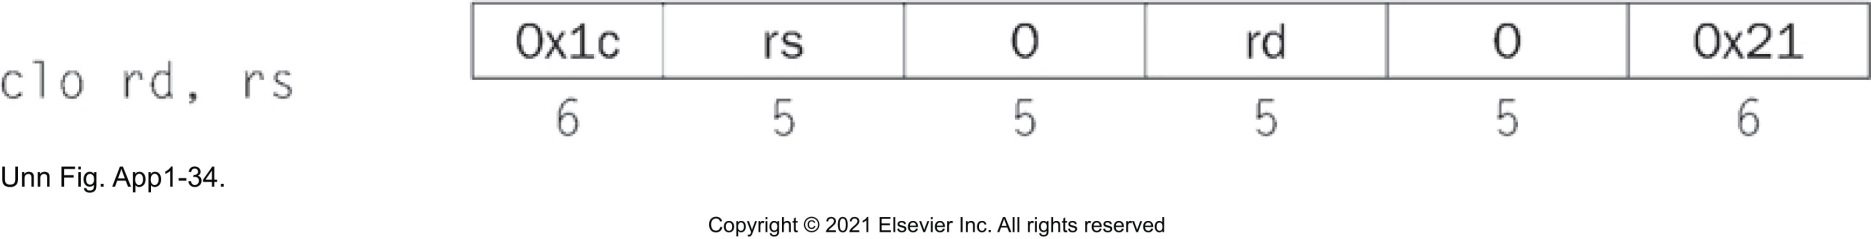 0x1c rs 0 rd 0 0x21
clo rd, rs
6 5 5 5 5 6
Unn Fig. App1-34.
Copyright © 2021 Elsevier Inc. All rights reserved